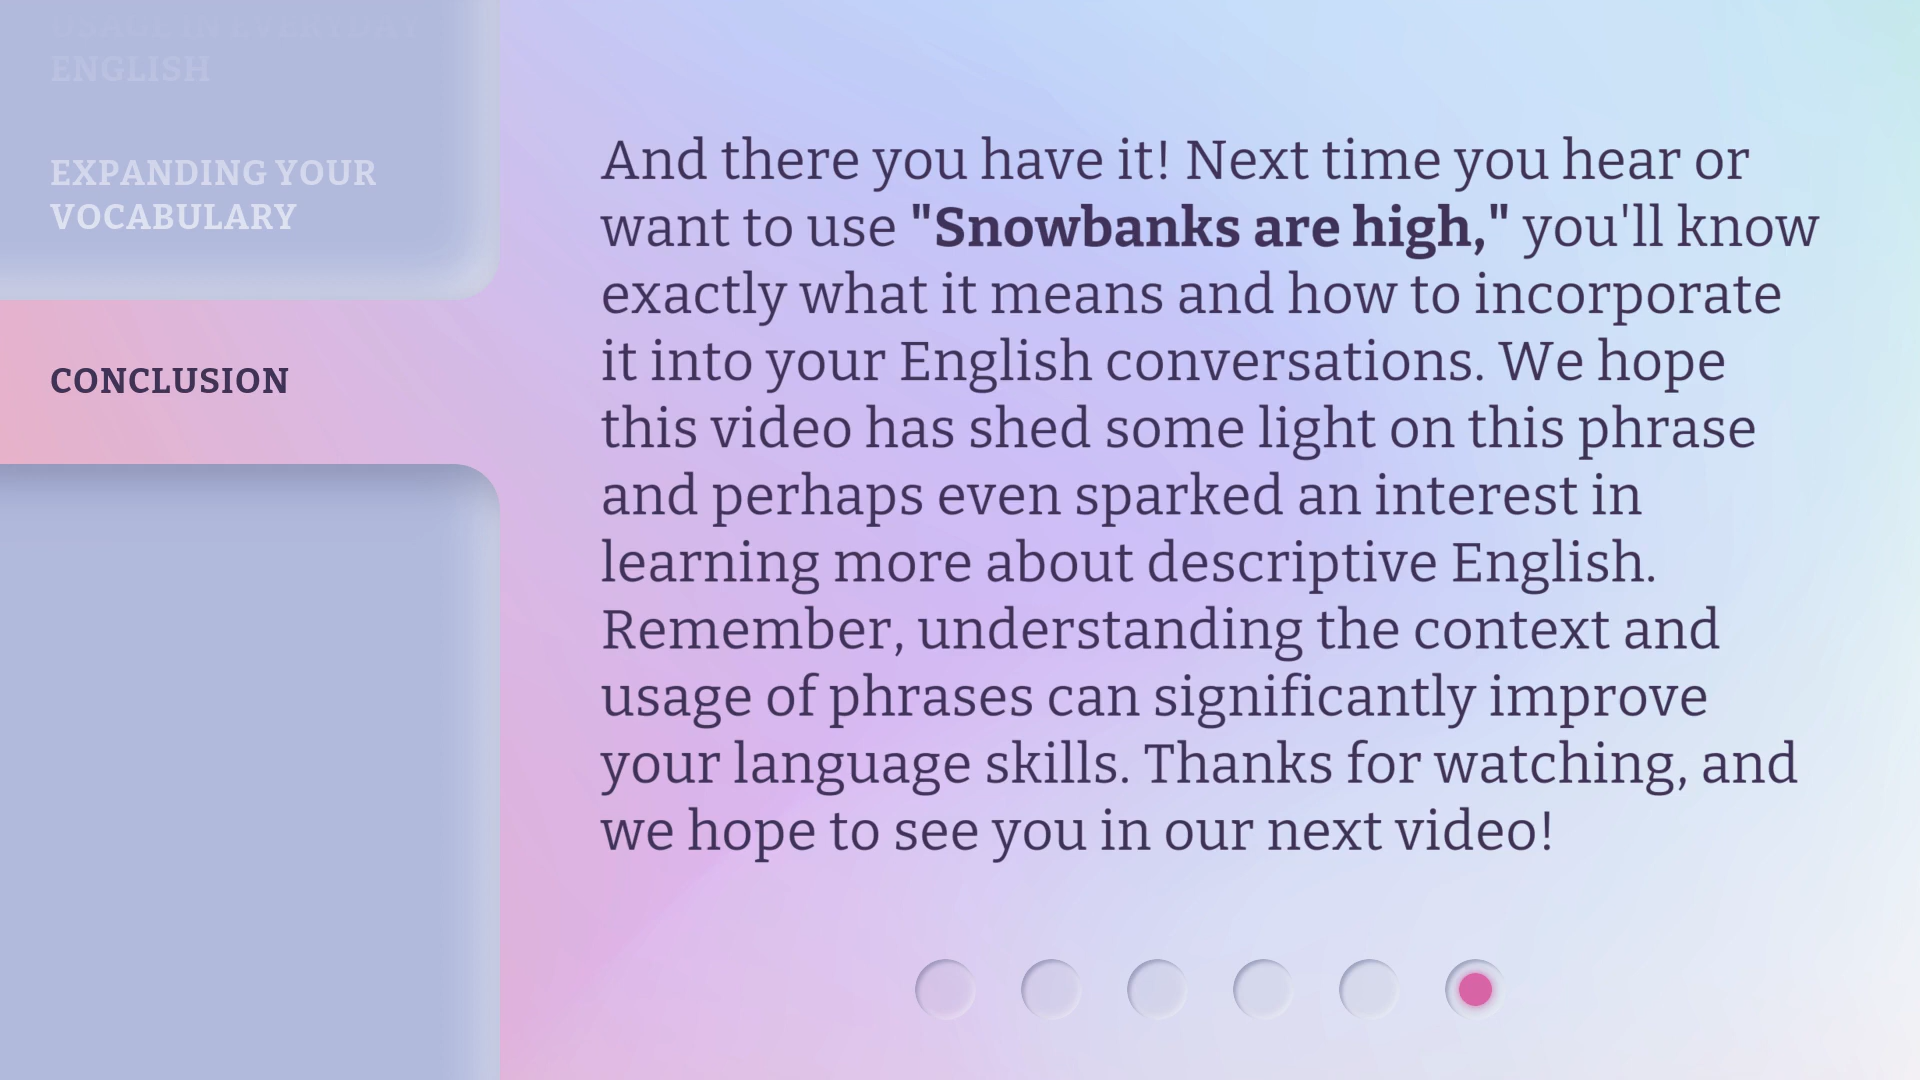 USAGE IN EVERYDAY
ENGLISH
EXPANDING YOUR
VOCABULARY
CONCLUSION
And there you have it! Next time you hear or
want to use "Snowbanks are high," you'll know
exactly what it means and how to incorporate
it into your English conversations. We hope
this video has shed some light on this phrase
and perhaps even sparked an interest in
learning more about descriptive English.
Remember, understanding the context and
usage of phrases can significantly improve
your language skills. Thanks for watching, and
we hope to see you in our next video!